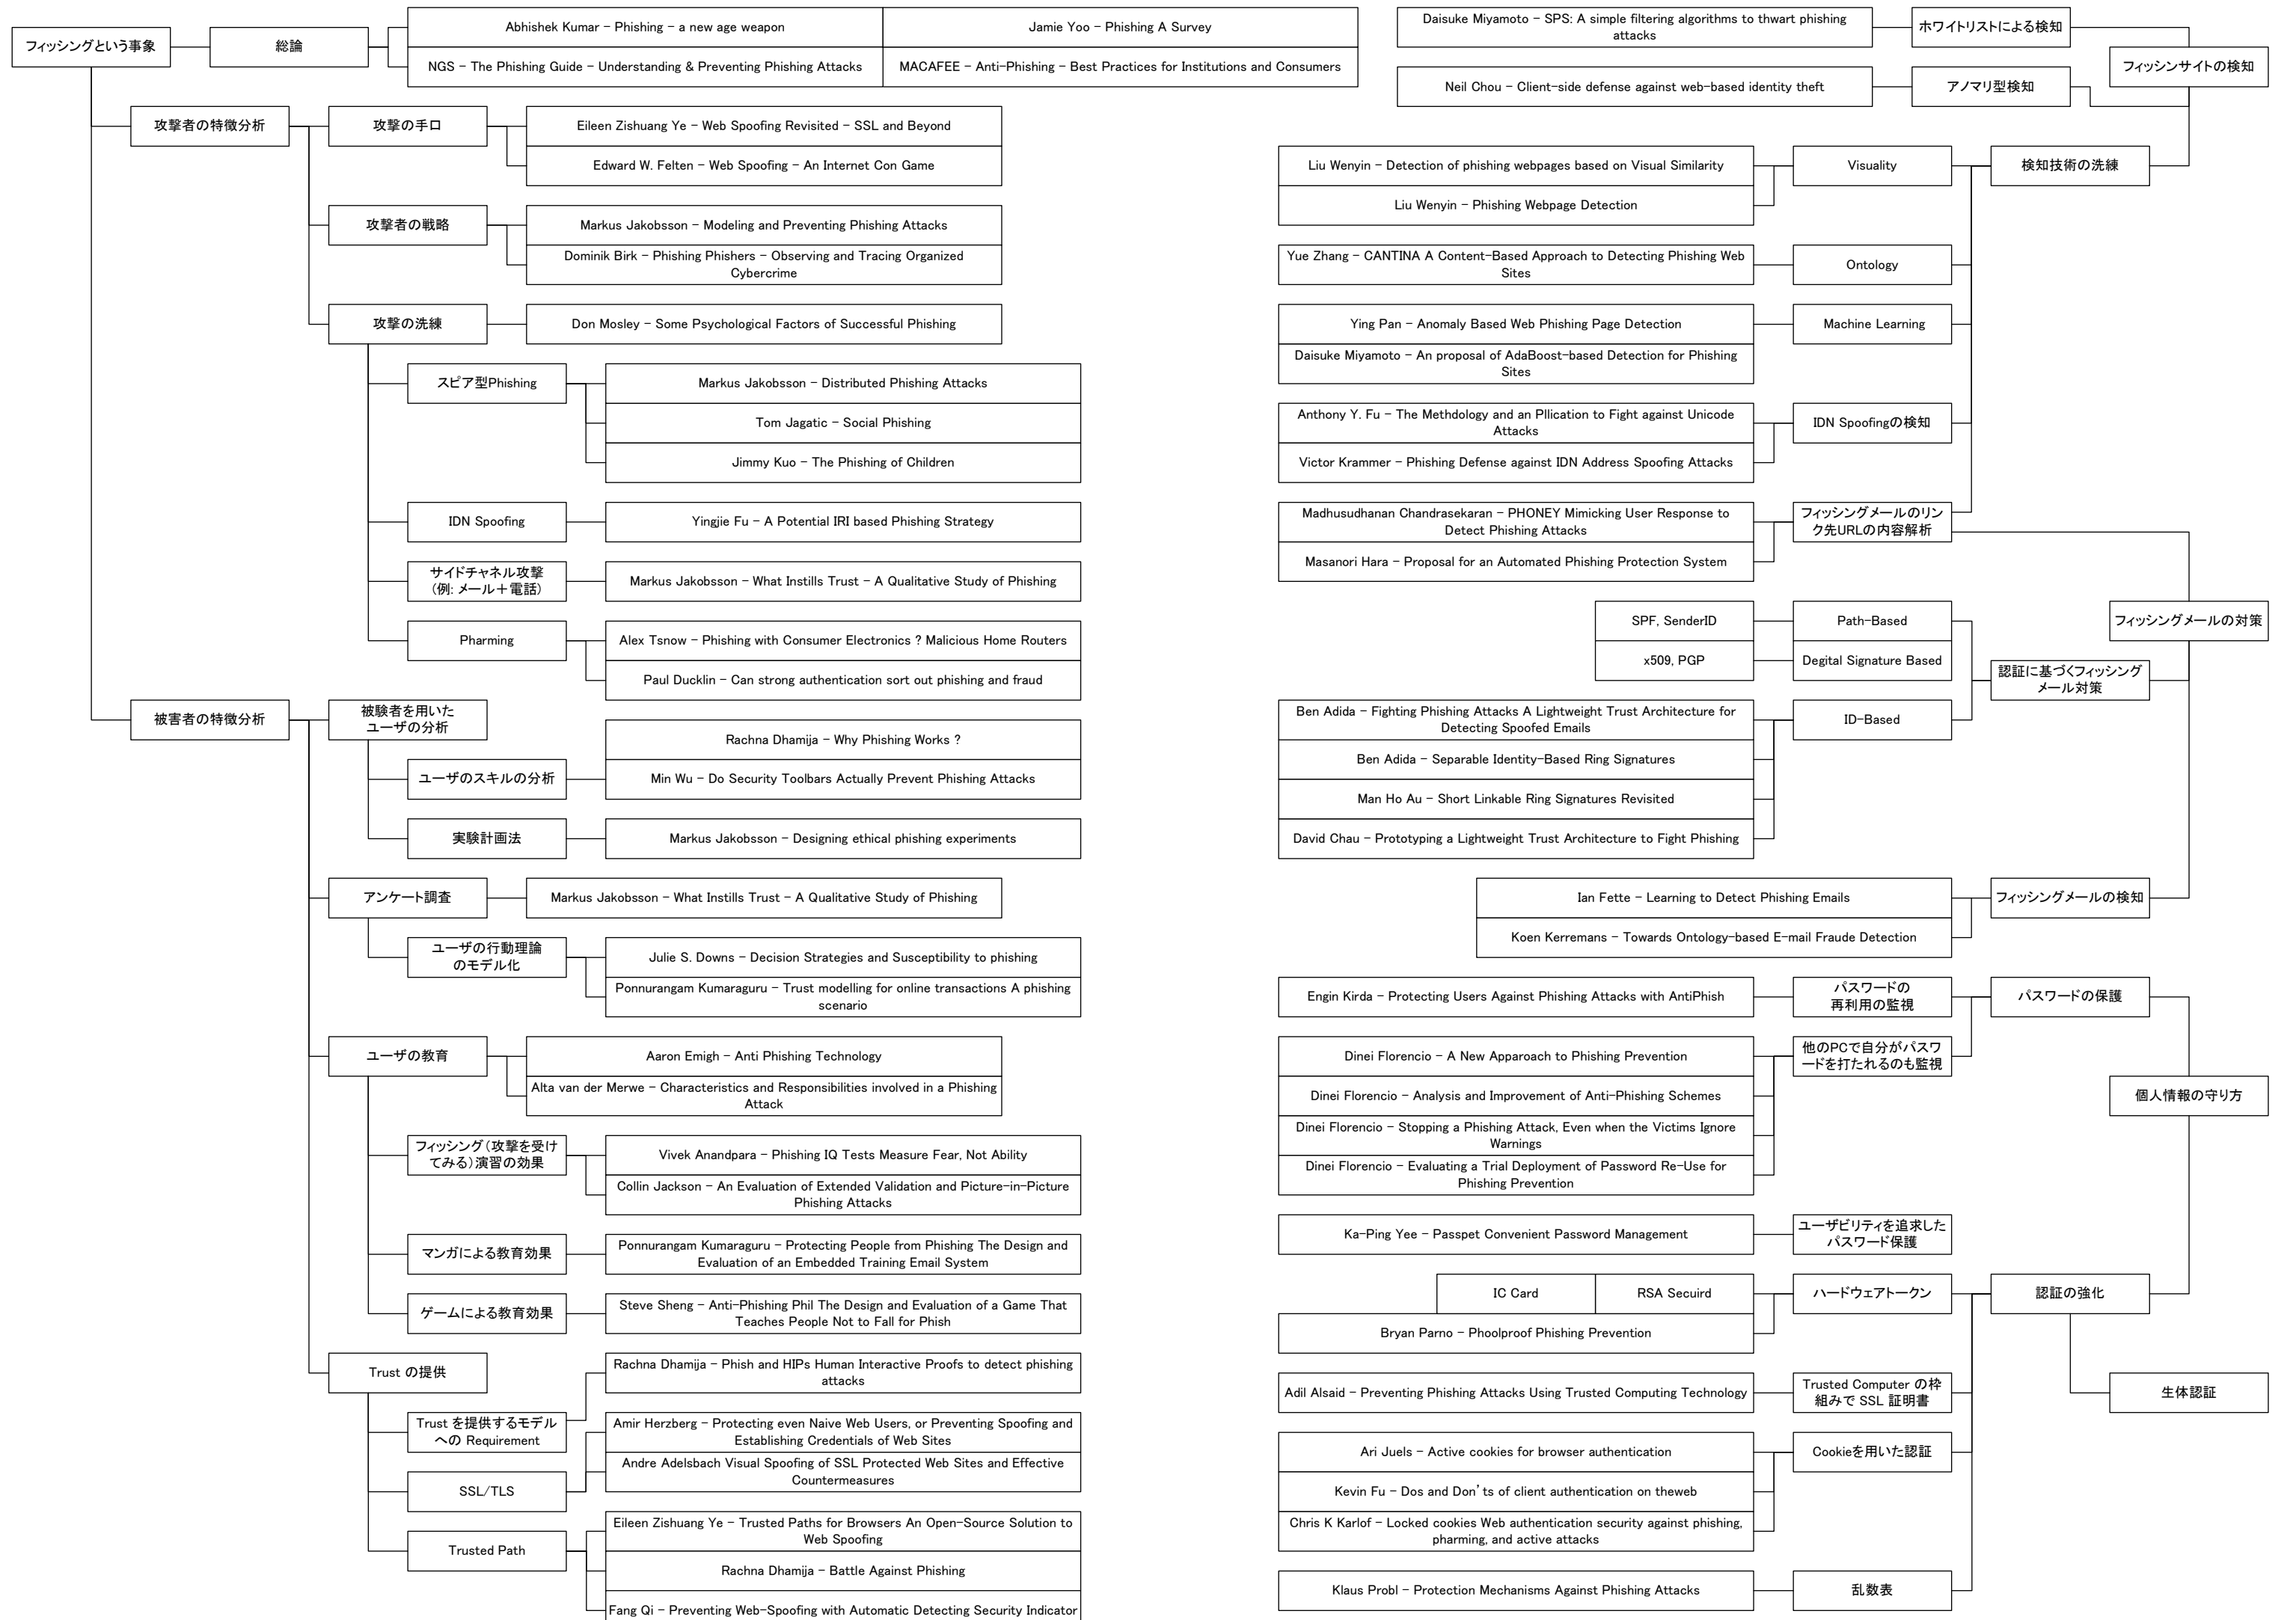 フィッシングという事象
総論
Abhishek Kumar – Phishing – a new age weapon
Jamie Yoo – Phishing A Survey
NGS – The Phishing Guide – Understanding & Preventing Phishing Attacks
MACAFEE – Anti-Phishing – Best Practices for Institutions and Consumers
攻撃者の特徴分析
攻撃の手口
Eileen Zishuang Ye – Web Spoofing Revisited – SSL and Beyond
Edward W. Felten – Web Spoofing – An Internet Con Game
攻撃者の戦略
Markus Jakobsson – Modeling and Preventing Phishing Attacks
Dominik Birk – Phishing Phishers – Observing and Tracing Organized
Cybercrime
攻撃の洗練
Don Mosley – Some Psychological Factors of Successful Phishing
スピア型Phishing
Markus Jakobsson – Distributed Phishing Attacks
Tom Jagatic – Social Phishing
Jimmy Kuo – The Phishing of Children
IDN Spoofing
Yingjie Fu – A Potential IRI based Phishing Strategy
サイドチャネル攻撃
(例: メール＋電話)
Markus Jakobsson – What Instills Trust – A Qualitative Study of Phishing
Pharming
Alex Tsnow – Phishing with Consumer Electronics ? Malicious Home Routers
Paul Ducklin – Can strong authentication sort out phishing and fraud
被害者の特徴分析
被験者を用いた
ユーザの分析
Rachna Dhamija – Why Phishing Works ?
ユーザのスキルの分析
Min Wu – Do Security Toolbars Actually Prevent Phishing Attacks
実験計画法
Markus Jakobsson – Designing ethical phishing experiments
アンケート調査
Markus Jakobsson – What Instills Trust – A Qualitative Study of Phishing
ユーザの行動理論
のモデル化
Julie S. Downs – Decision Strategies and Susceptibility to phishing
Ponnurangam Kumaraguru – Trust modelling for online transactions A phishing
scenario
ユーザの教育
Aaron Emigh – Anti Phishing Technology
Alta van der Merwe – Characteristics and Responsibilities involved in a Phishing
Attack
フィッシング（攻撃を受け
てみる）演習の効果
Vivek Anandpara – Phishing IQ Tests Measure Fear, Not Ability
Collin Jackson – An Evaluation of Extended Validation and Picture-in-Picture
Phishing Attacks
マンガによる教育効果
Ponnurangam Kumaraguru – Protecting People from Phishing The Design and
Evaluation of an Embedded Training Email System
ゲームによる教育効果
Steve Sheng – Anti-Phishing Phil The Design and Evaluation of a Game That
Teaches People Not to Fall for Phish
Trust の提供
Rachna Dhamija – Phish and HIPs Human Interactive Proofs to detect phishing
attacks
Trust を提供するモデル
への Requirement
Amir Herzberg – Protecting even Naive Web Users, or Preventing Spoofing and
Establishing Credentials of Web Sites
Andre Adelsbach Visual Spoofing of SSL Protected Web Sites and Effective
Countermeasures
SSL/TLS
Eileen Zishuang Ye – Trusted Paths for Browsers An Open-Source Solution to
Web Spoofing
Trusted Path
Rachna Dhamija – Battle Against Phishing
Fang Qi – Preventing Web-Spoofing with Automatic Detecting Security Indicator
Daisuke Miyamoto – SPS: A simple filtering algorithms to thwart phishing
attacks
ホワイトリストによる検知
フィッシンサイトの検知
Neil Chou – Client-side defense against web-based identity theft
アノマリ型検知
Liu Wenyin – Detection of phishing webpages based on Visual Similarity
Visuality
検知技術の洗練
Liu Wenyin – Phishing Webpage Detection
Yue Zhang – CANTINA A Content-Based Approach to Detecting Phishing Web
Sites
Ontology
Ying Pan – Anomaly Based Web Phishing Page Detection
Machine Learning
Daisuke Miyamoto – An proposal of AdaBoost-based Detection for Phishing
Sites
Anthony Y. Fu – The Methdology and an Pllication to Fight against Unicode
Attacks
IDN Spoofingの検知
Victor Krammer – Phishing Defense against IDN Address Spoofing Attacks
Madhusudhanan Chandrasekaran – PHONEY Mimicking User Response to
Detect Phishing Attacks
フィッシングメールのリン
ク先URLの内容解析
Masanori Hara – Proposal for an Automated Phishing Protection System
SPF, SenderID
Path-Based
フィッシングメールの対策
x509, PGP
Degital Signature Based
認証に基づくフィッシング
メール対策
Ben Adida – Fighting Phishing Attacks A Lightweight Trust Architecture for
Detecting Spoofed Emails
ID-Based
Ben Adida – Separable Identity-Based Ring Signatures
Man Ho Au – Short Linkable Ring Signatures Revisited
David Chau – Prototyping a Lightweight Trust Architecture to Fight Phishing
Ian Fette – Learning to Detect Phishing Emails
フィッシングメールの検知
Koen Kerremans – Towards Ontology-based E-mail Fraude Detection
Engin Kirda – Protecting Users Against Phishing Attacks with AntiPhish
パスワードの
再利用の監視
パスワードの保護
Dinei Florencio – A New Apparoach to Phishing Prevention
他のPCで自分がパスワ
ードを打たれるのも監視
Dinei Florencio – Analysis and Improvement of Anti-Phishing Schemes
個人情報の守り方
Dinei Florencio – Stopping a Phishing Attack, Even when the Victims Ignore
Warnings
Dinei Florencio – Evaluating a Trial Deployment of Password Re-Use for
Phishing Prevention
Ka-Ping Yee – Passpet Convenient Password Management
ユーザビリティを追求した
パスワード保護
IC Card
RSA Secuird
ハードウェアトークン
認証の強化
Bryan Parno – Phoolproof Phishing Prevention
Adil Alsaid – Preventing Phishing Attacks Using Trusted Computing Technology
Trusted Computer の枠
組みで SSL 証明書
生体認証
Ari Juels – Active cookies for browser authentication
Cookieを用いた認証
Kevin Fu – Dos and Don'ts of client authentication on theweb
Chris K Karlof – Locked cookies Web authentication security against phishing,
pharming, and active attacks
Klaus Probl – Protection Mechanisms Against Phishing Attacks
乱数表